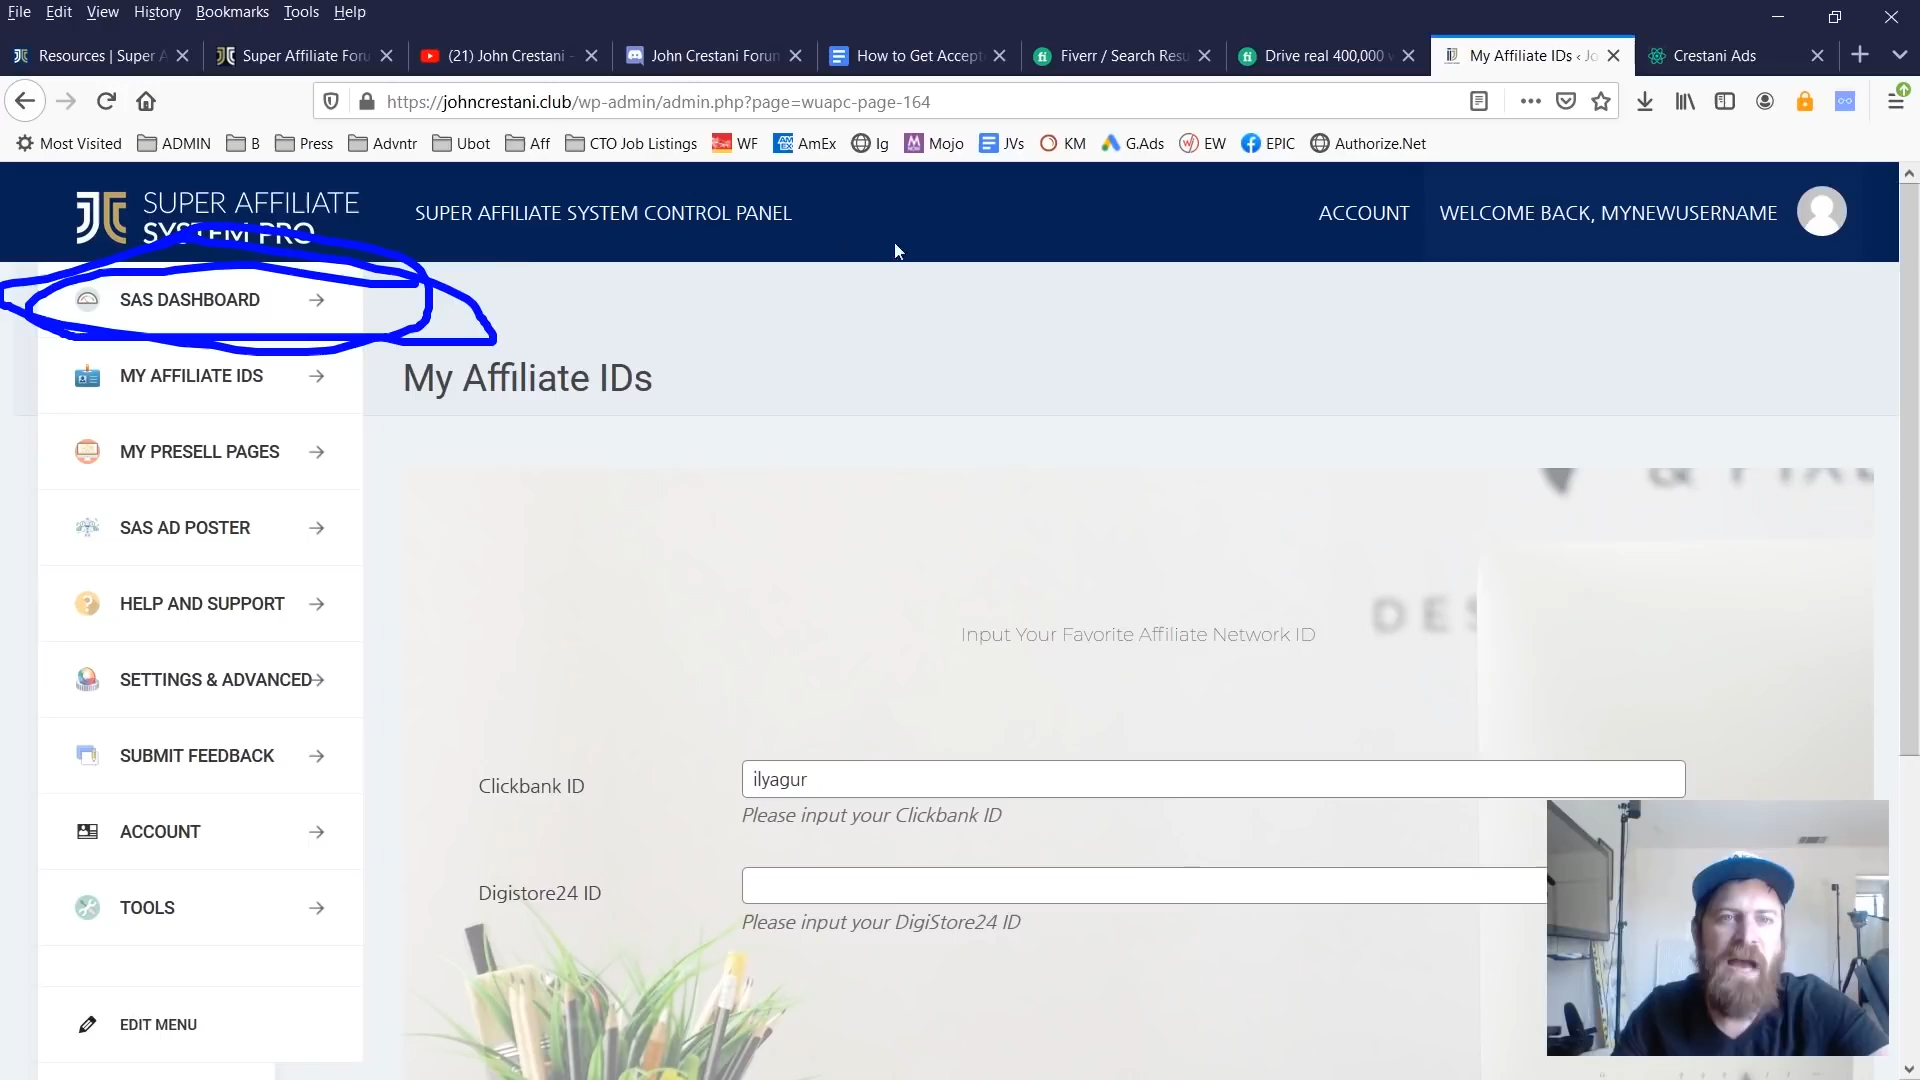 File Edit View History Bookmarks Tools Help
Resources | Super A
Super Affiliate Foru
(21) John Crestani -
John Crestani Forun
How to Get Accept
Fiverr / Search Resu
Drive real 400,000 w
My Affiliate IDs ‹ Jo
Crestani Ads
https://johncrestani.club/wp-admin/admin.php?page=wuapc-page-164
Most Visited ADMIN B Press Advntr Ubot Aff CTO Job Listings WF AmEx Ig Mojo JVs KM G.Ads EW EPIC Authorize.Net
SUPER AFFILIATE
SYSTEM PRO
SUPER AFFILIATE SYSTEM CONTROL PANEL
ACCOUNT
WELCOME BACK, MYNEWUSERNAME
SAS DASHBOARD
MY AFFILIATE IDS
MY PRESELL PAGES
SAS AD POSTER
HELP AND SUPPORT
SETTINGS & ADVANCED
SUBMIT FEEDBACK
ACCOUNT
TOOLS
EDIT MENU
My Affiliate IDs
DES
Input Your Favorite Affiliate Network ID
Clickbank ID
ilyagur
Please input your Clickbank ID
Digistore24 ID
Please input your DigiStore24 ID